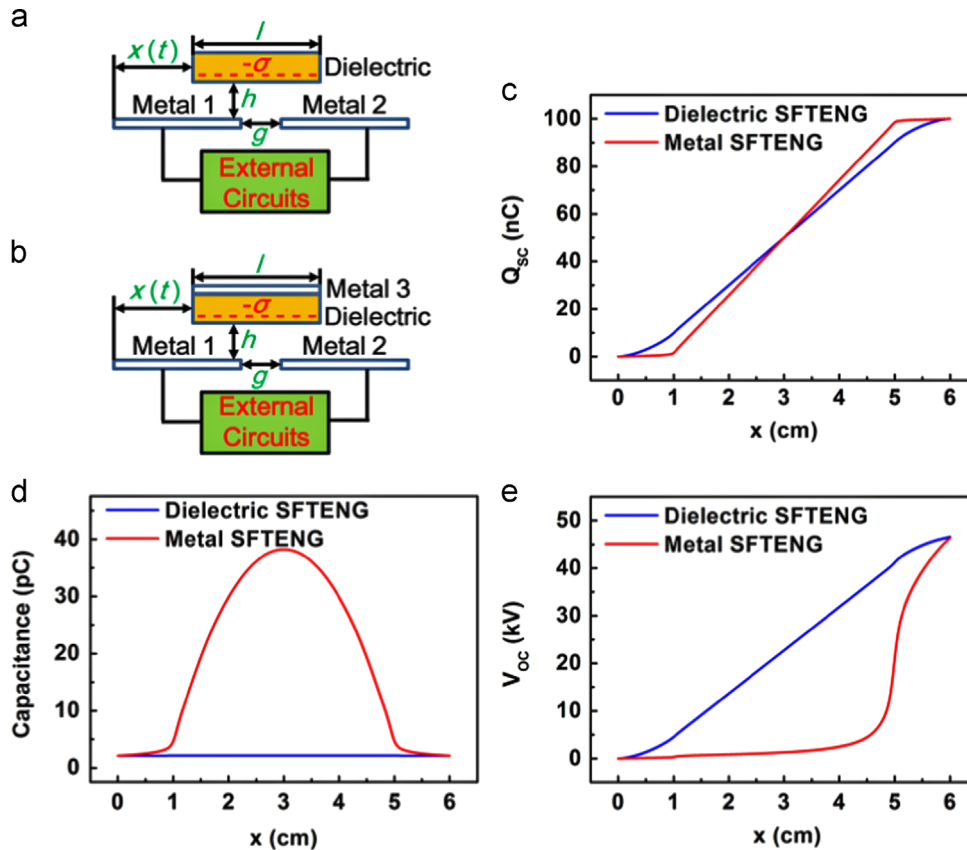 a
l
x(t)
-σ
Dielectric
Metal 1
h
Metal 2
g
External
Circuits
b
l
x(t)
Metal 3
-σ
Dielectric
Metal 1
h
Metal 2
g
External
Circuits
c
Dielectric SFTENG
Metal SFTENG
100
80
60
40
20
0
Qsc (nC)
0 1 2 3 4 5 6
x (cm)
d
Dielectric SFTENG
Metal SFTENG
40
30
20
10
0
Capacitance (pC)
0 1 2 3 4 5 6
x (cm)
e
Dielectric SFTENG
Metal SFTENG
50
40
30
20
10
0
Voc (kV)
0 1 2 3 4 5 6
x (cm)